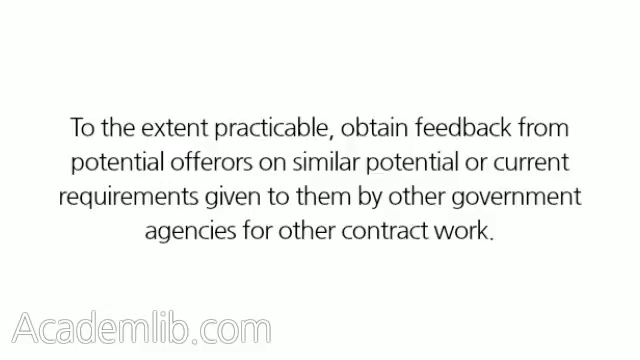 To the extent practicable, obtain feedback from
potential offerors on similar potential or current
requirements given to them by other government
agencies for other contract work.
Academlib.com